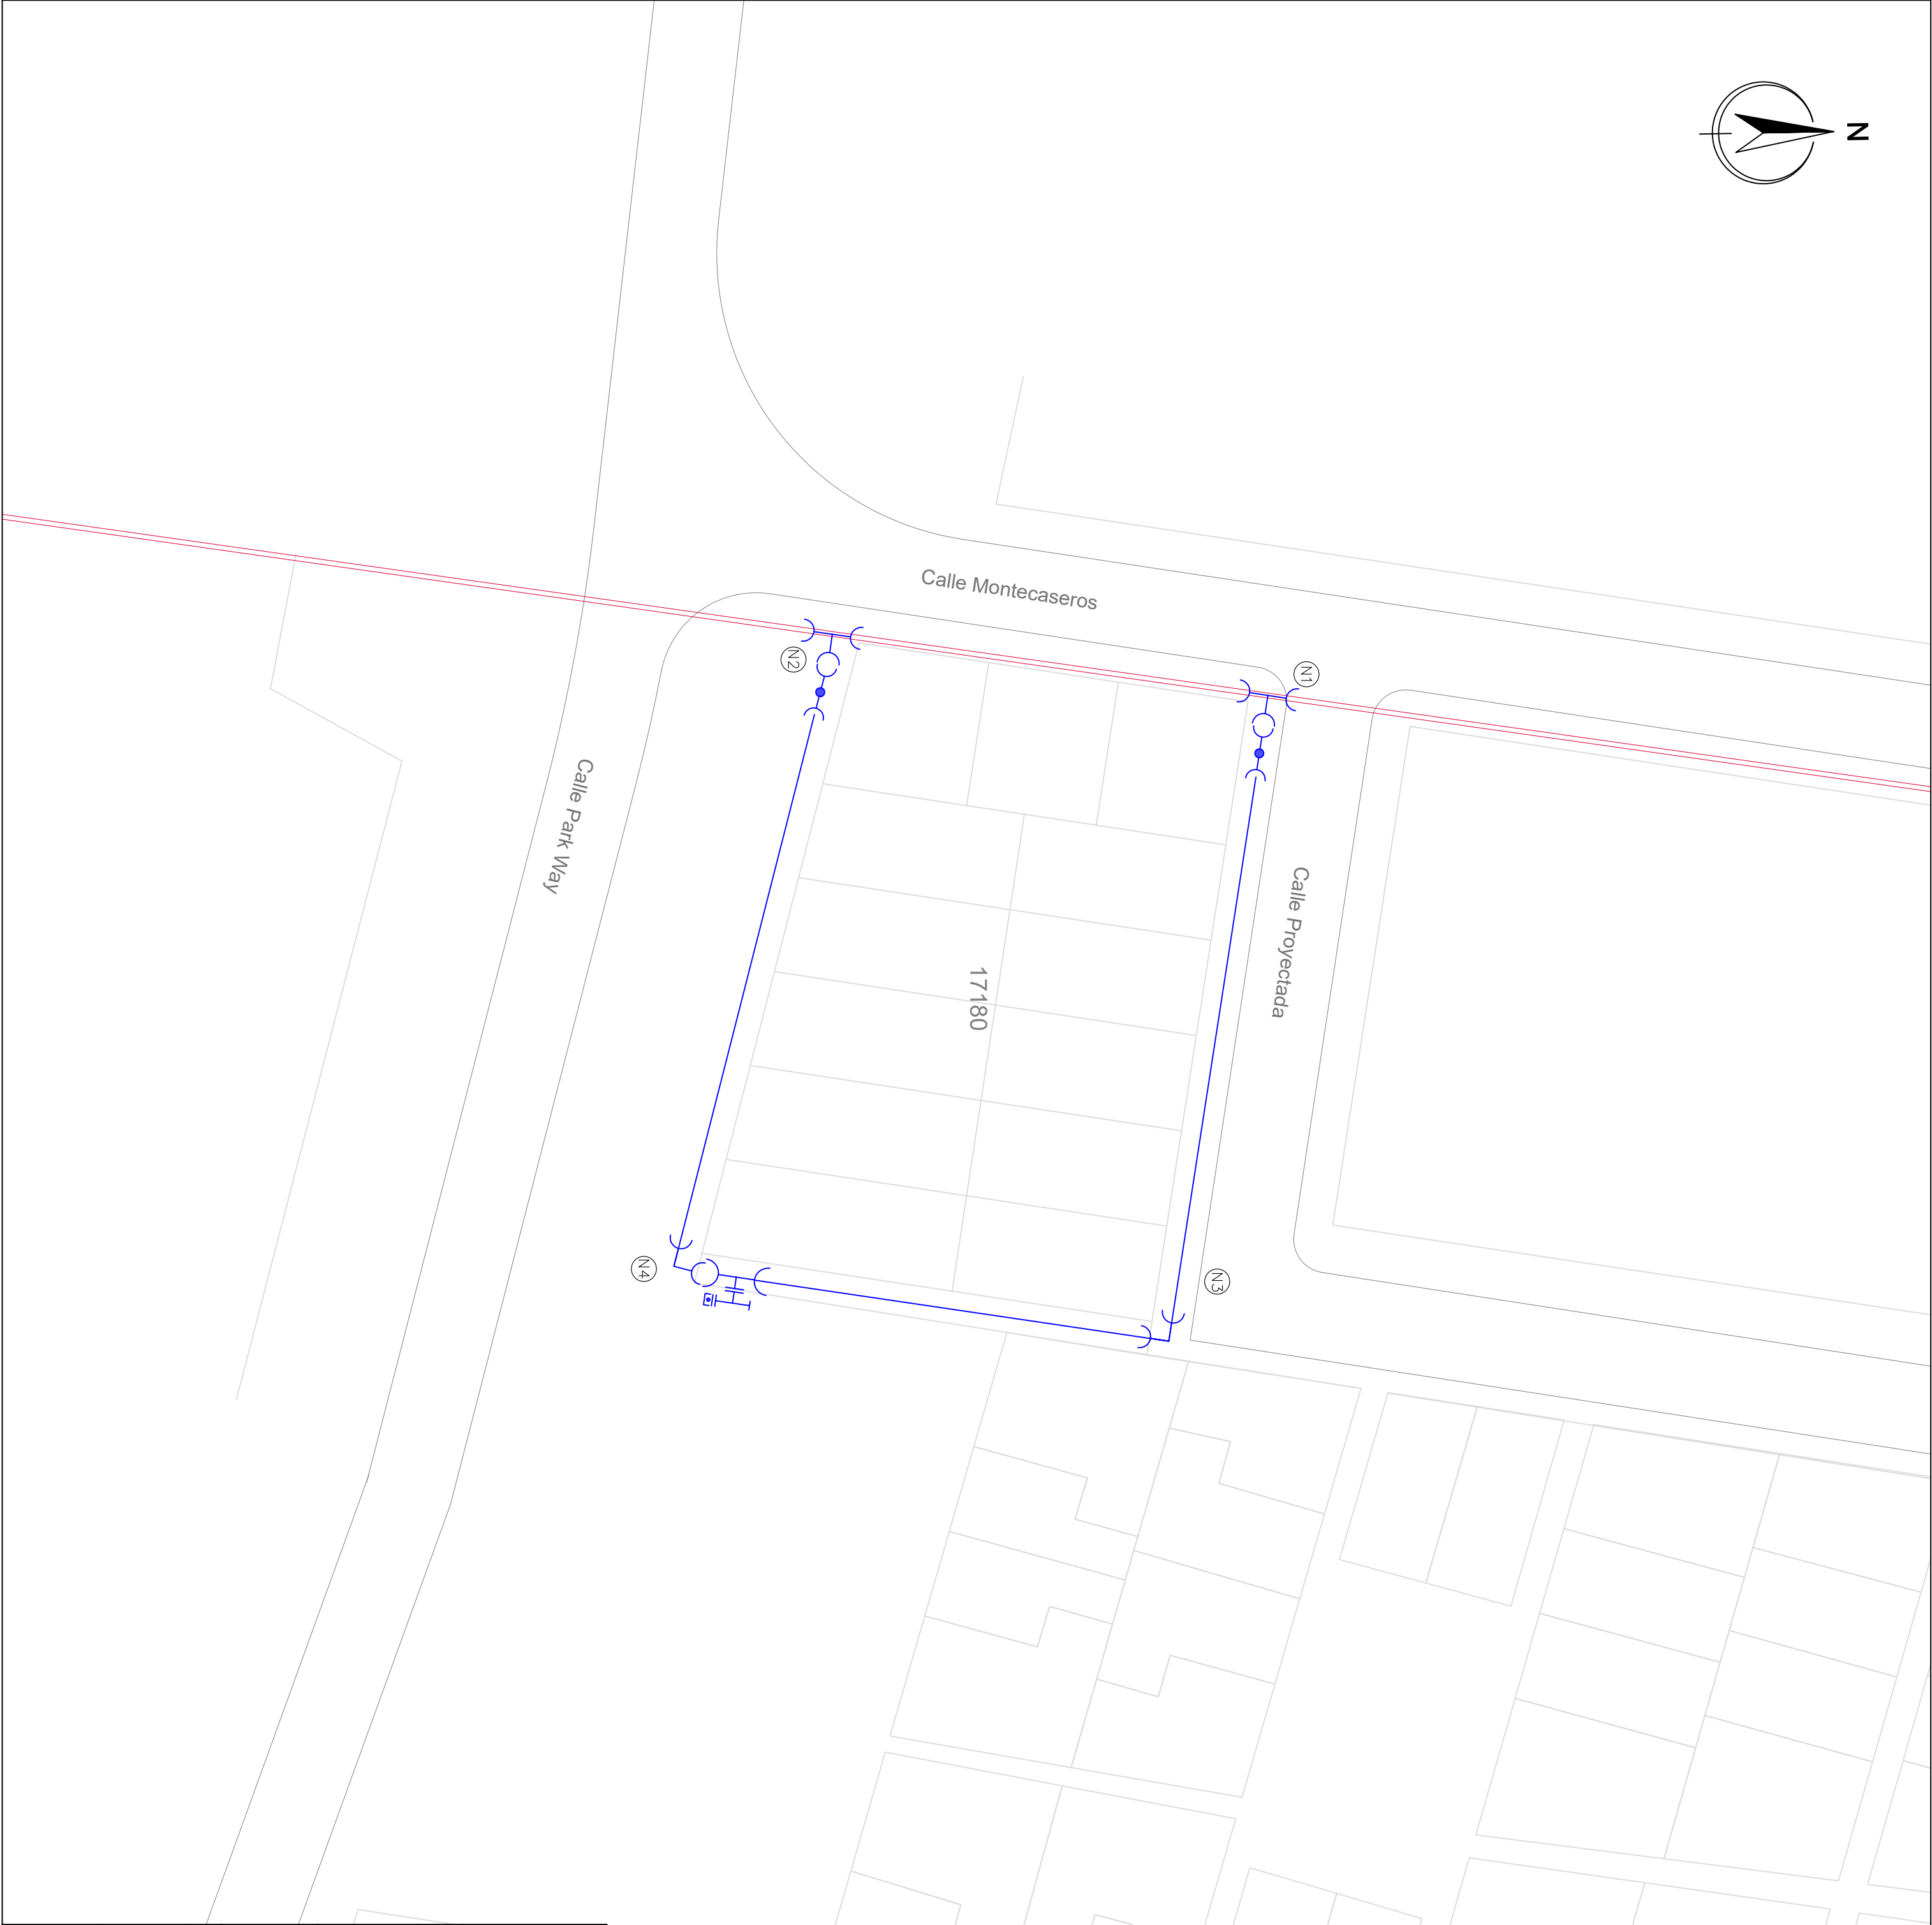 N
Calle Montecaseros
N2
N1
Calle Park Way
Calle Proyectada
17180
N4
N3